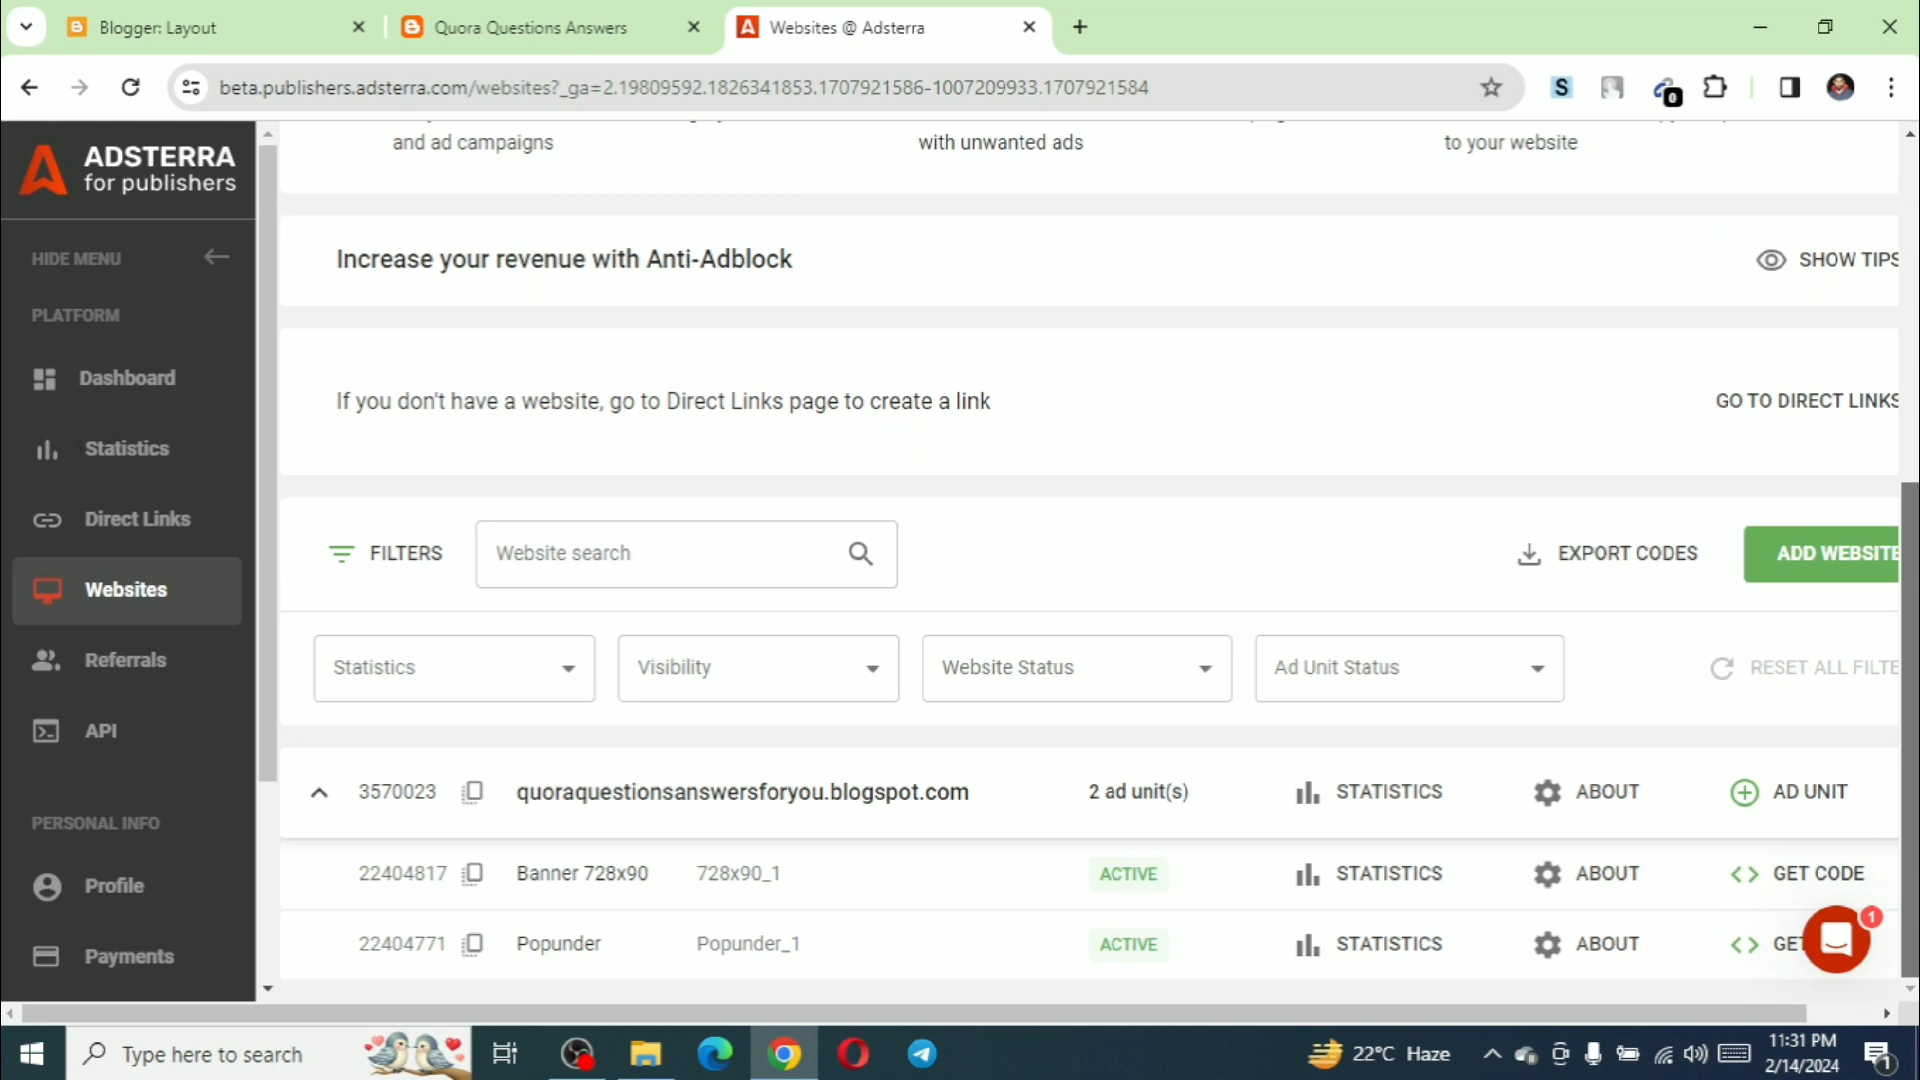 Blogger: Layout
Quora Questions Answers
Websites @ Adsterra
beta.publishers.adsterra.com/websites?_ga=2.19809592.1826341853.1707921586-1007209933.1707921584
S
0
ADSTERRA
for publishers
HIDE MENU
PLATFORM
Dashboard
Statistics
Direct Links
Websites
Referrals
API
PERSONAL INFO
Profile
Payments
and ad campaigns
with unwanted ads
to your website
Increase your revenue with Anti-Adblock
SHOW TIPS
If you don't have a website, go to Direct Links page to create a link
GO TO DIRECT LINKS
FILTERS
Website search
EXPORT CODES
ADD WEBSITE
Statistics
Visibility
Website Status
Ad Unit Status
RESET ALL FILTE
3570023 quoraquestionsanswersforyou.blogspot.com 2 ad unit(s) STATISTICS ABOUT AD UNIT
22404817 Banner 728x90 728x90_1 ACTIVE STATISTICS ABOUT GET CODE
22404771 Popunder Popunder_1 ACTIVE STATISTICS ABOUT GET
1
Type here to search
22°C Haze
11:31 PM
2/14/2024
1